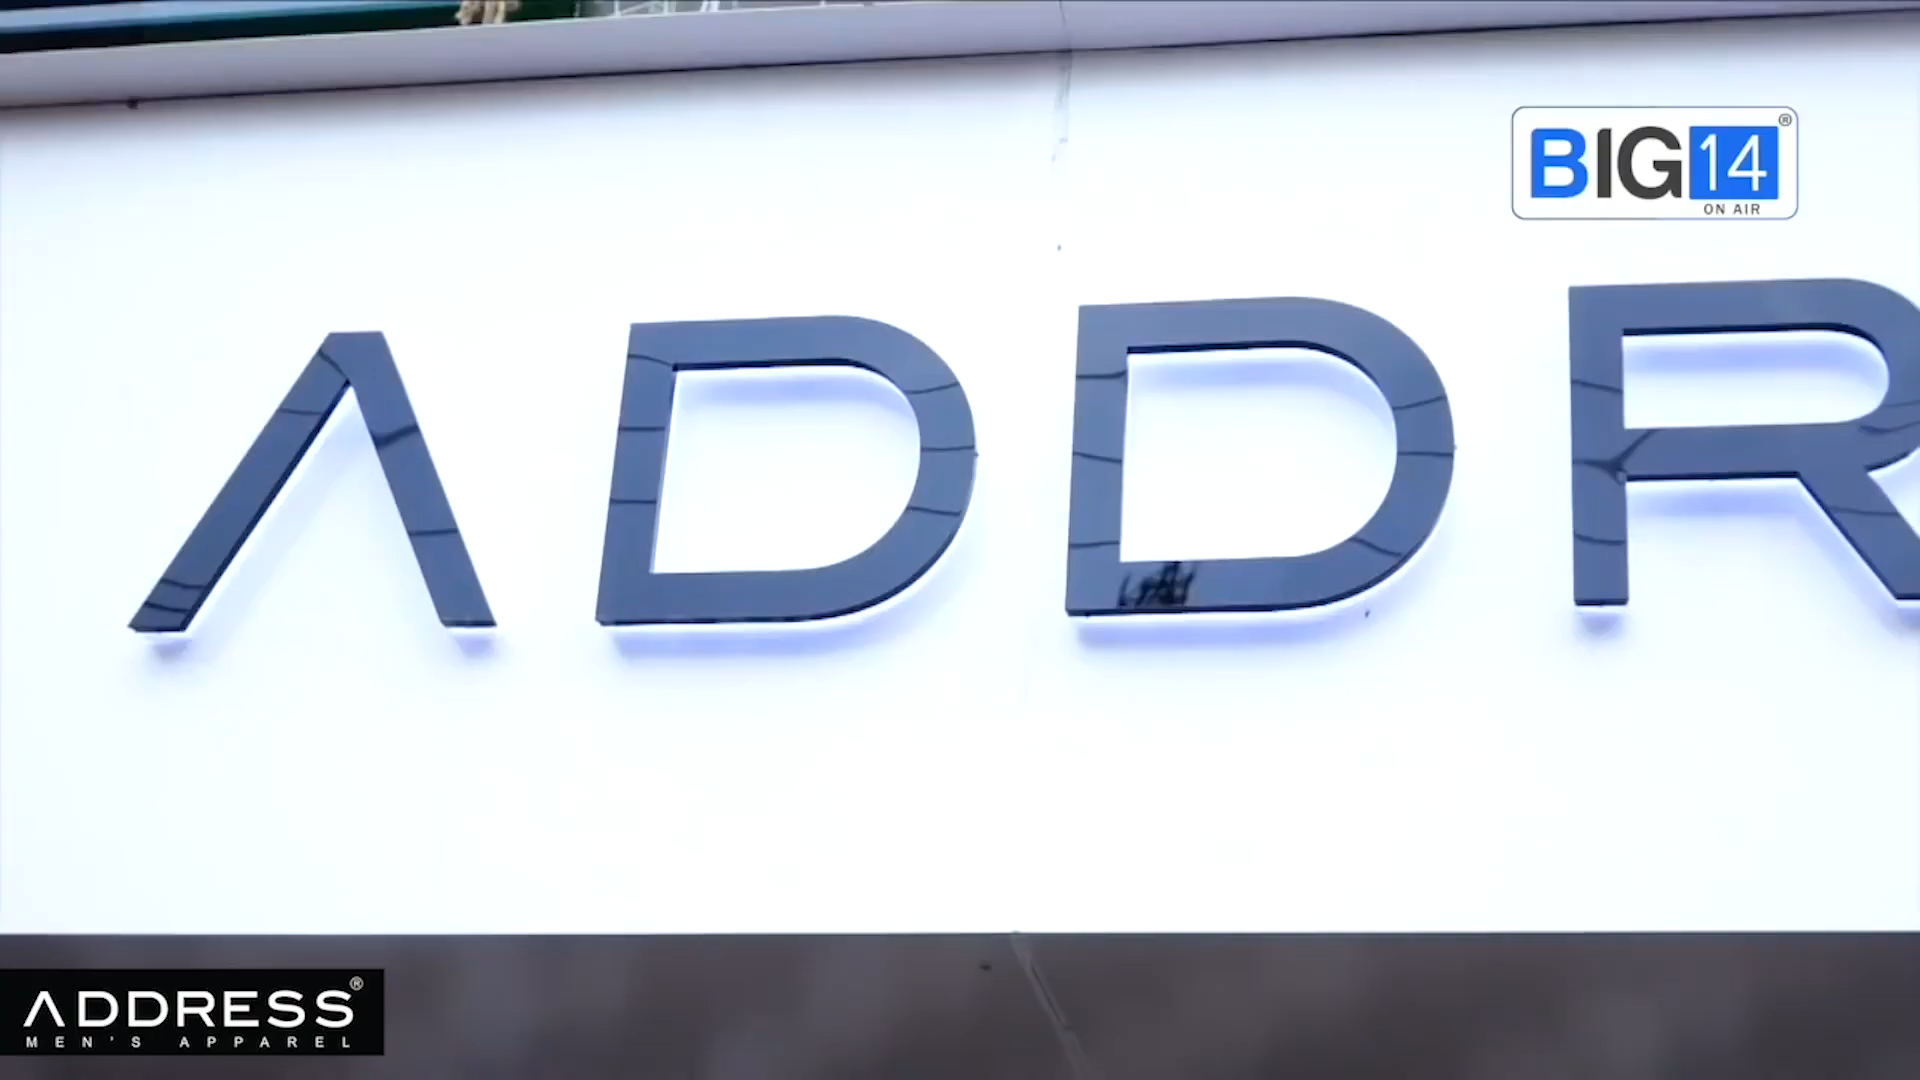 BIG14®
ON AIR
ADDR
ADDRESS®
MEN'S APPAREL